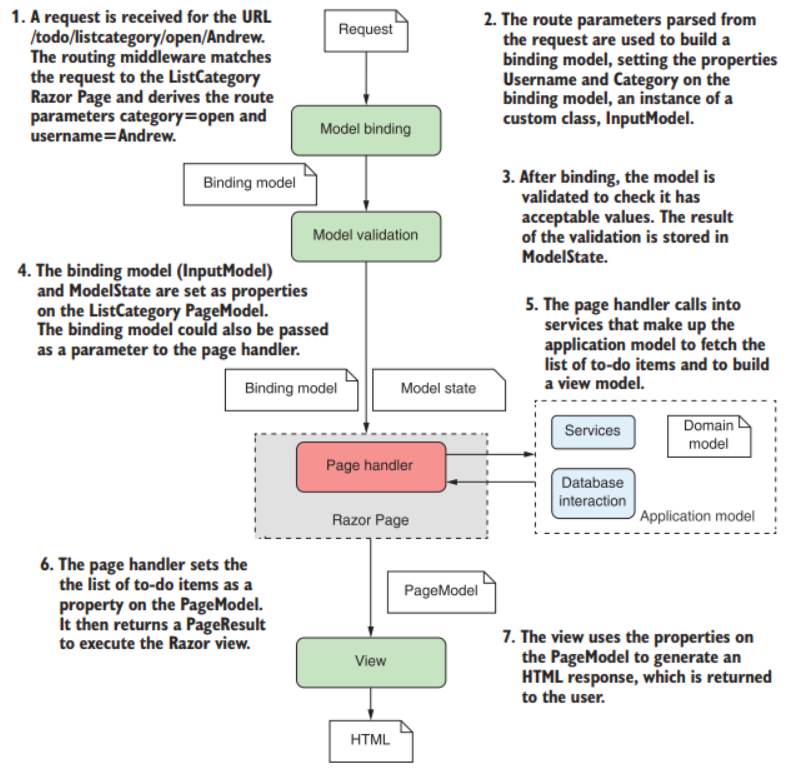 1. A request is received for the URL
/todo/listcategory/open/Andrew.
The routing middleware matches
the request to the ListCategory
Razor Page and derives the route
parameters category=open and
username=Andrew.
Request
2. The route parameters parsed from
the request are used to build a
binding model, setting the properties
Username and Category on the
binding model, an instance of a
custom class, InputModel.
Model binding
Binding model
3. After binding, the model is
validated to check it has
acceptable values. The result
of the validation is stored in
ModelState.
Model validation
4. The binding model (InputModel)
and ModelState are set as properties
on the ListCategory PageModel.
The binding model could also be passed
as a parameter to the page handler.
5. The page handler calls into
services that make up the
application model to fetch the
list of to-do items and to build
a view model.
Binding model
Model state
Services
Domain
model
Page handler
Database
interaction
Application model
Razor Page
6. The page handler sets the
the list of to-do items as a
property on the PageModel.
It then returns a PageResult
to execute the Razor view.
PageModel
7. The view uses the properties on
the PageModel to generate an
HTML response, which is returned
to the user.
View
HTML